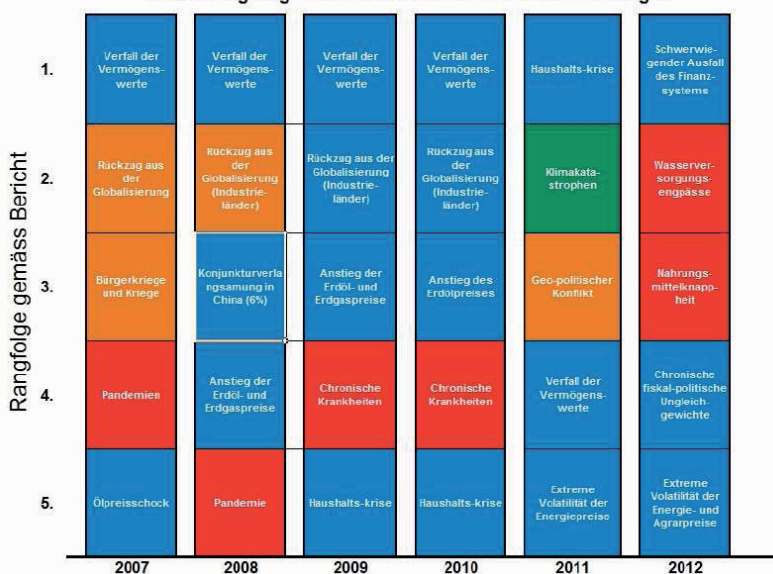 1.
Verfall der
Vermögens-
werte
Verfall der
Vermögens-
werte
Verfall der
Vermögens-
werte
Verfall der
Vermögens-
werte
Haushalts-krise
Schwerwie-
gender Ausfall
des Finanz-
systems
2.
Rückzug aus
der
Globalisierung
Rückzug aus
der
Globalisierung
(Industrie-
länder)
Rückzug aus der
Globalisierung
(Industrie-
länder)
Rückzug aus
der
Globalisierung
(Industrie-
länder)
Klimakata-
strophen
Wasserver-
sorgungs-
engpässe
3.
Bürgerkriege
und Kriege
Konjunkturverla
ngsamung in
China (6%)
Anstieg der
Erdöl- und
Erdgaspreise
Anstieg des
Erdölpreises
Geo-politischer
Konflikt
Nahrungs-
mittelknapp-
heit
4.
Pandemien
Anstieg der
Erdöl- und
Erdgaspreise
Chronische
Krankheiten
Chronische
Krankheiten
Verfall der
Vermögens-
werte
Chronische
fiskal-politische
Ungleich-
gewichte
5.
Ölpreisschock
Pandemie
Haushalts-krise
Haushalts-krise
Extreme
Volatilität der
Energiepreise
Extreme
Volatilität der
Energie- und
Agrarpreise
2007
2008
2009
2010
2011
2012
Rangfolge gemäss Bericht